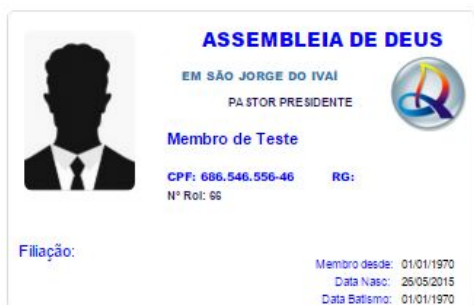 ASSEMBLEIA DE DEUS
EM SÃO JORGE DO IVAÍ
PASTOR PRESIDENTE
Membro de Teste
CPF: 686.546.556-46 RG:
Nº Rol: 66
Filiação:
Membro desde: 01/01/1970
Data Nasc: 26/05/2015
Data Batismo: 01/01/1970